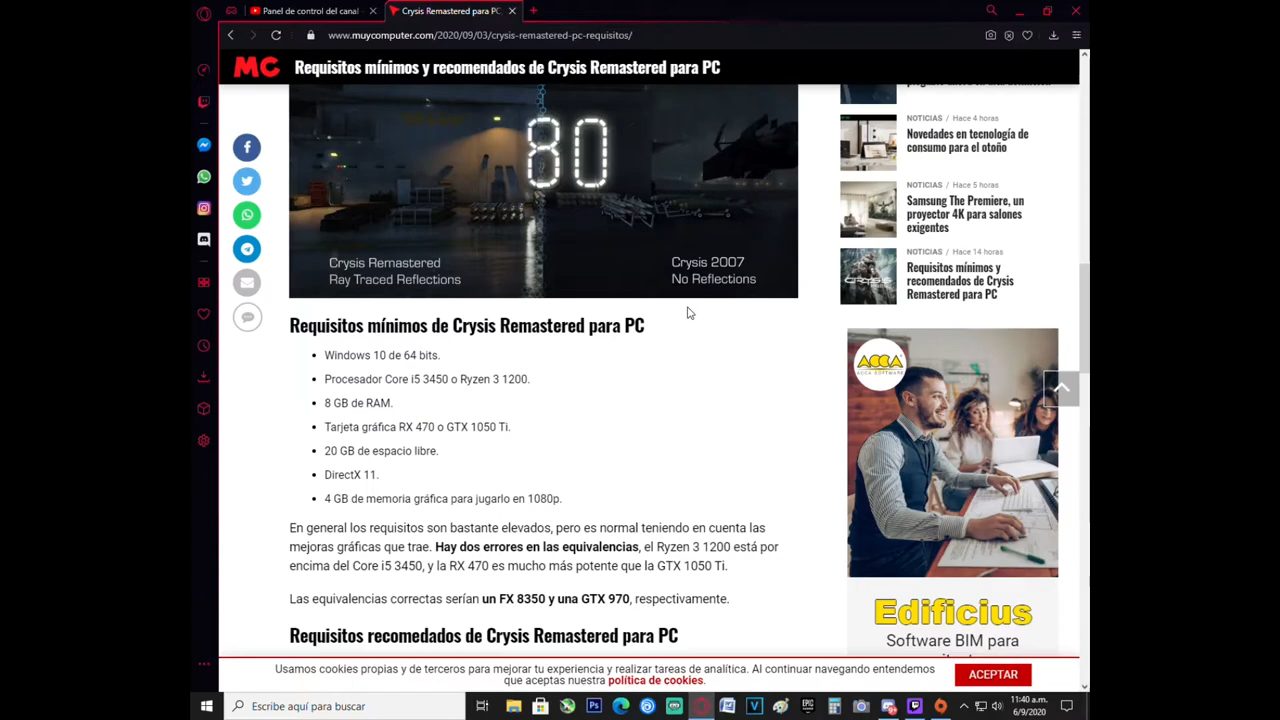 Panel de control del canal
Crysis Remastered para PC
www.muycomputer.com/2020/09/03/crysis-remastered-pc-requisitos/
MC
Requisitos mínimos y recomendados de Crysis Remastered para PC
80
Crysis Remastered
Ray Traced Reflections
Crysis 2007
No Reflections
NOTICIAS / Hace 4 horas
Novedades en tecnología de
consumo para el otoño
NOTICIAS / Hace 5 horas
Samsung The Premiere, un
proyector 4K para salones
exigentes
NOTICIAS / Hace 14 horas
Requisitos mínimos y
recomendados de Crysis
Remastered para PC
CRYSIS
Requisitos mínimos de Crysis Remastered para PC
Windows 10 de 64 bits.
Procesador Core i5 3450 o Ryzen 3 1200.
8 GB de RAM.
Tarjeta gráfica RX 470 o GTX 1050 Ti.
20 GB de espacio libre.
DirectX 11.
4 GB de memoria gráfica para jugarlo en 1080p.
En general los requisitos son bastante elevados, pero es normal teniendo en cuenta las
mejoras gráficas que trae. Hay dos errores en las equivalencias, el Ryzen 3 1200 está por
encima del Core i5 3450, y la RX 470 es mucho más potente que la GTX 1050 Ti.
Las equivalencias correctas serían un FX 8350 y una GTX 970, respectivamente.
Requisitos recomedados de Crysis Remastered para PC
ACCA
ACCA SOFTWARE
Edificius
Software BIM para
Usamos cookies propias y de terceros para mejorar tu experiencia y realizar tareas de analítica. Al continuar navegando entendemos
que aceptas nuestra política de cookies.
ACEPTAR
Escribe aquí para buscar
11:40 a.m.
6/9/2020